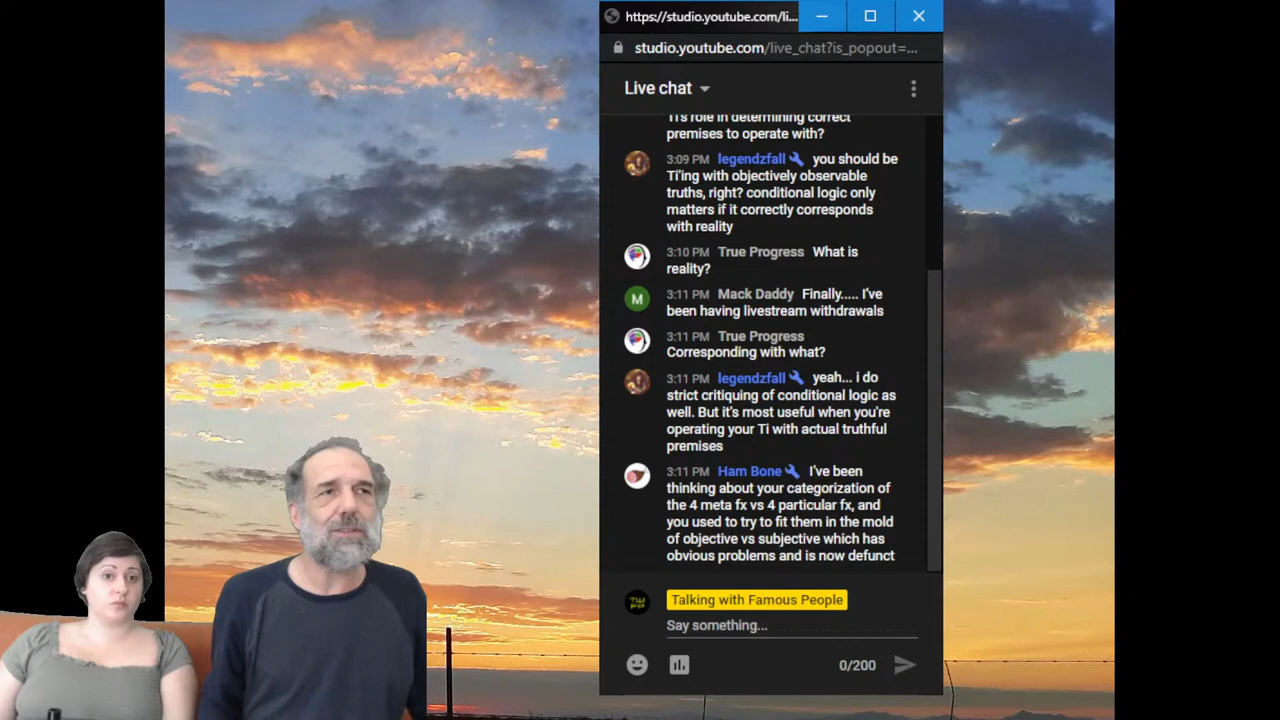 https://studio.youtube.com/li...
studio.youtube.com/live_chat?is_popout=...
Live chat
TI's role in determining correct
premises to operate with?
3:09 PM legendzfall you should be
Ti'ing with objectively observable
truths, right? conditional logic only
matters if it correctly corresponds
with reality
3:10 PM True Progress What is
reality?
M
3:11 PM Mack Daddy Finally..... I've
been having livestream withdrawals
3:11 PM True Progress
Corresponding with what?
3:11 PM legendzfall yeah... i do
strict critiquing of conditional logic as
well. But it's most useful when you're
operating your Ti with actual truthful
premises
3:11 PM Ham Bone I've been
thinking about your categorization of
the 4 meta fx vs 4 particular fx, and
you used to try to fit them in the mold
of objective vs subjective which has
obvious problems and is now defunct
TW
FP
Talking with Famous People
Say something...
0/200